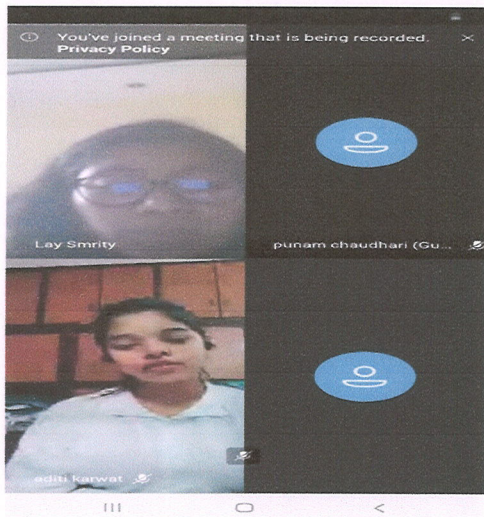 You've joined a meeting that is being recorded.
Privacy Policy
Lay Smrity
punam chaudhari (Gu...
aditi karwat